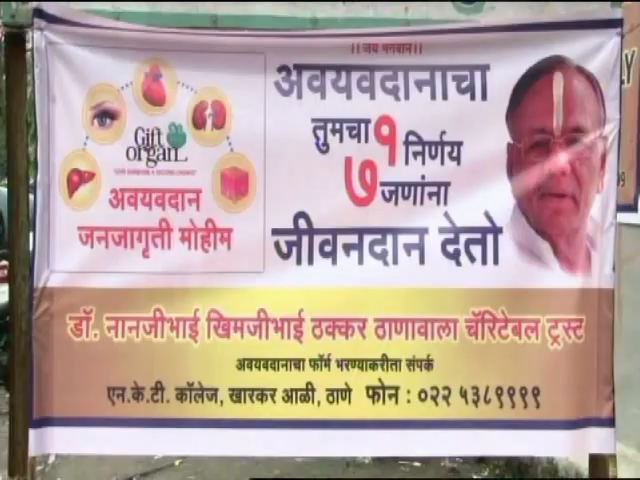 ।। जय भगवान ।।
अवयवदानाचा
तुमचा १ निर्णय
७ जणांना
जीवनदान देतो
Gift
organ
अवयवदान
जनजागृती मोहीम
डॉ. नानजीभाई खिमजीभाई ठक्कर ठाणावाला चॅरिटेबल ट्रस्ट
अवयवदानाचा फॉर्म भरण्याकरीता संपर्क
एन.के.टी. कॉलेज, खारकर आळी, ठाणे फोन : ०२२ ५३८९९९९